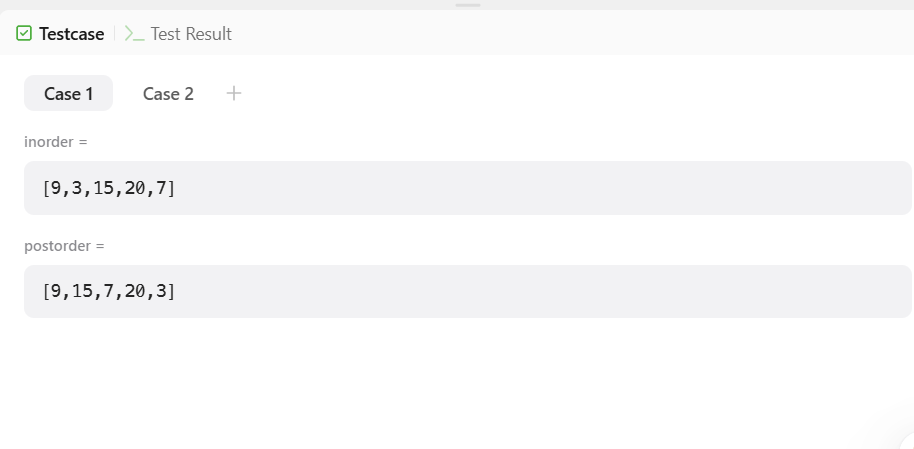 Testcase >_ Test Result
Case 1 Case 2 +
inorder =
[9,3,15,20,7]
postorder =
[9,15,7,20,3]